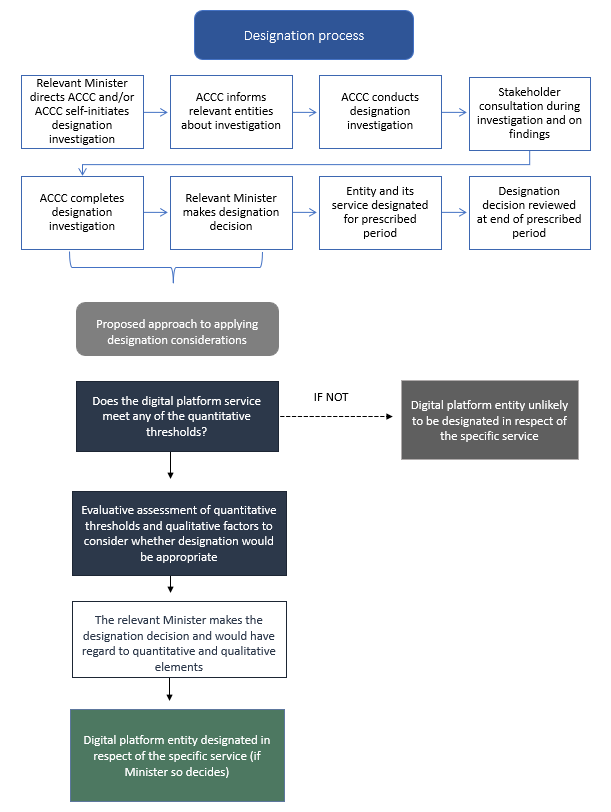 Designation process
Relevant Minister
directs ACCC and/or
ACCC self-initiates
designation
investigation
ACCC informs
relevant entities
about investigation
ACCC conducts
designation
investigation
Stakeholder
consultation during
investigation and on
findings
ACCC completes
designation
investigation
Relevant Minister
makes designation
decision
Entity and its
service designated
for prescribed
period
Designation
decision reviewed
at end of prescribed
period
Proposed approach to applying
designation considerations
Does the digital platform service
meet any of the quantitative
thresholds?
IF NOT
Digital platform entity unlikely
to be designated in respect of
the specific service
Evaluative assessment of quantitative
thresholds and qualitative factors to
consider whether designation would
be appropriate
The relevant Minister makes the
designation decision and would have
regard to quantitative and qualitative
elements
Digital platform entity designated in
respect of the specific service (if
Minister so decides)